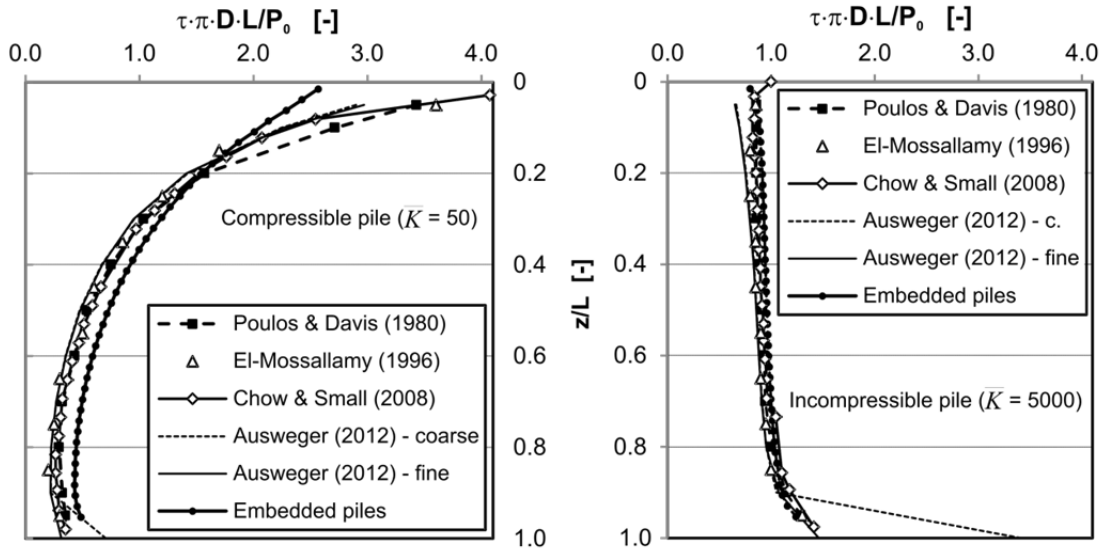 τ·π·D·L/P0 [-]
0.0 1.0 2.0 3.0 4.0
0
0.2
0.4
0.6
0.8
1.0
z/L [-]
Compressible pile (K̅ = 50)
Poulos & Davis (1980)
El-Mossallamy (1996)
Chow & Small (2008)
Ausweger (2012) - coarse
Ausweger (2012) - fine
Embedded piles
τ·π·D·L/P0 [-]
0.0 1.0 2.0 3.0 4.0
0
0.2
0.4
0.6
0.8
1.0
Poulos & Davis (1980)
El-Mossallamy (1996)
Chow & Small (2008)
Ausweger (2012) - c.
Ausweger (2012) - fine
Embedded piles
Incompressible pile (K̅ = 5000)